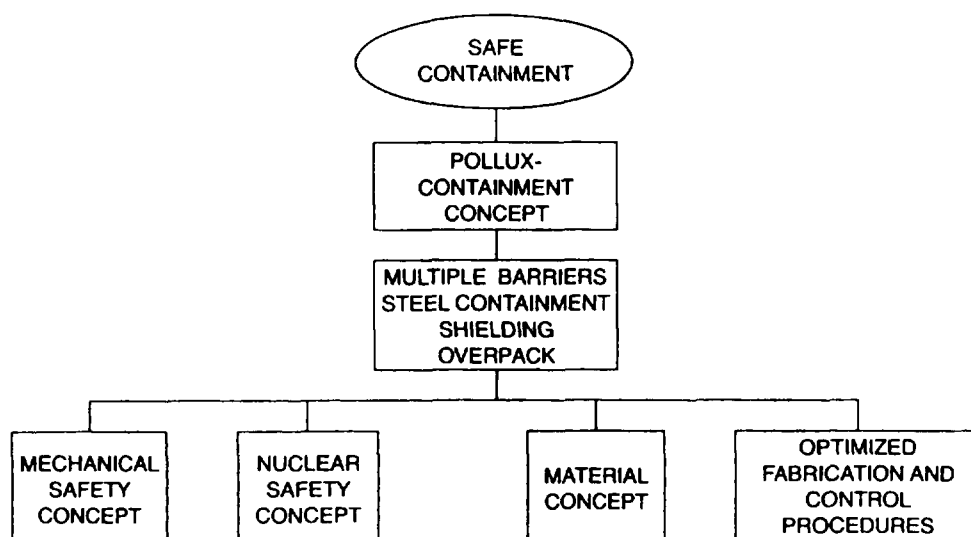 SAFE
CONTAINMENT
POLLUX-
CONTAINMENT
CONCEPT
MULTIPLE BARRIERS
STEEL CONTAINMENT
SHIELDING
OVERPACK
MECHANICAL
SAFETY
CONCEPT
NUCLEAR
SAFETY
CONCEPT
MATERIAL
CONCEPT
OPTIMIZED
FABRICATION AND
CONTROL
PROCEDURES